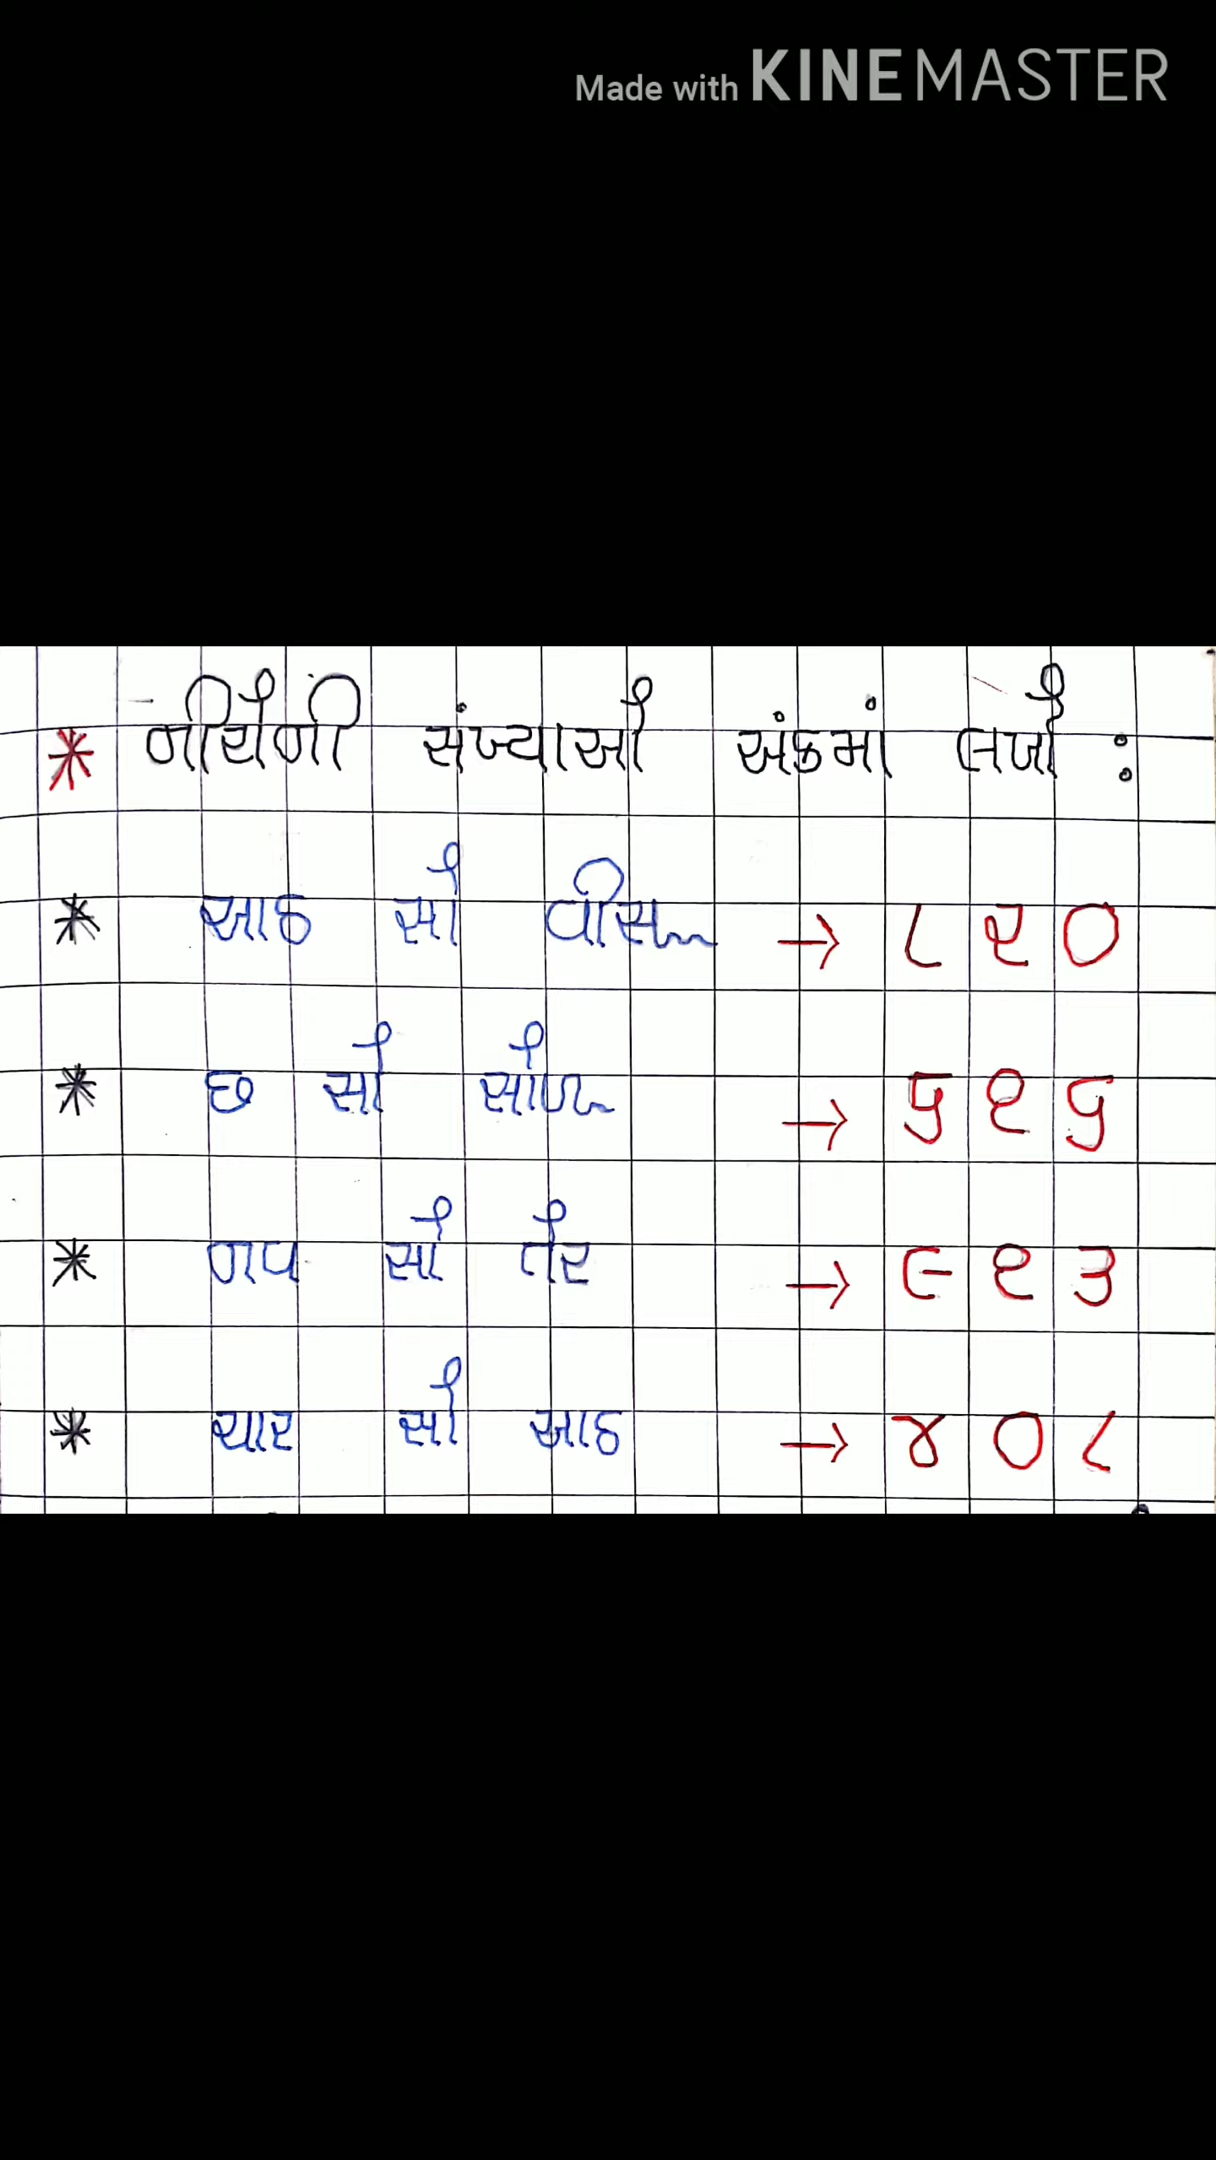 Made with KINEMASTER
* નીચેની સંખ્યાઓ અંકમાં લખો :
* આઠ સો વીસ → ૮૨૦
* છ સો સોળ → ૬૧૬
* નવ સો તેર → ૯૧૩
* ચાર સો આઠ → ૪૦૮